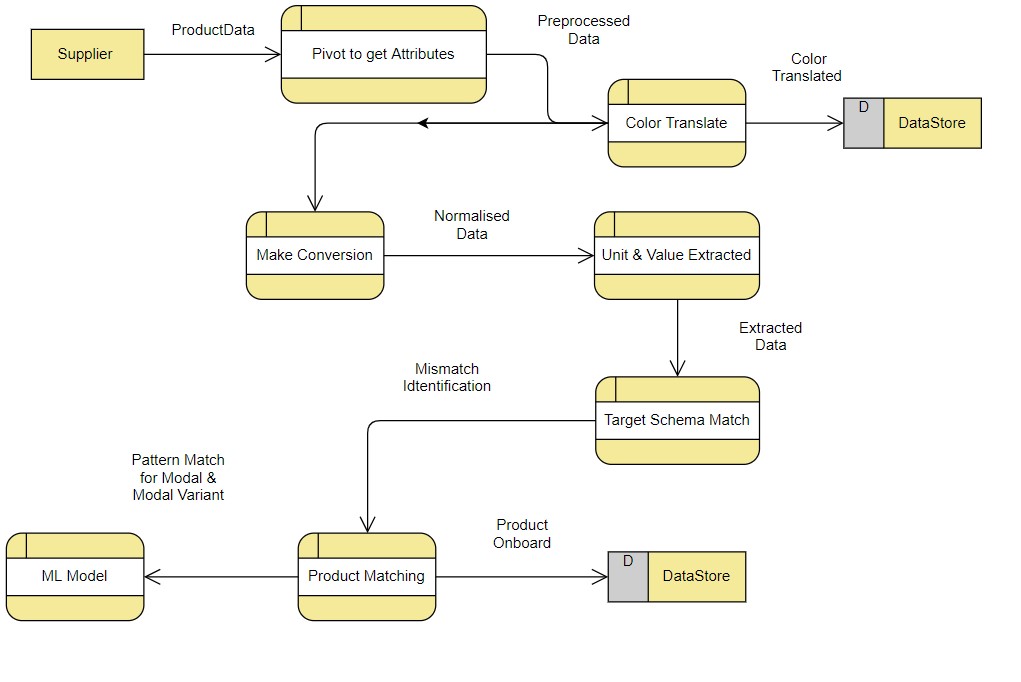 Supplier
ProductData
Pivot to get Attributes
Preprocessed
Data
Color Translate
Color
Translated
D
DataStore
Make Conversion
Normalised
Data
Unit & Value Extracted
Extracted
Data
Target Schema Match
Mismatch
Idtentification
Pattern Match
for Modal &
Modal Variant
ML Model
Product Matching
Product
Onboard
D
DataStore